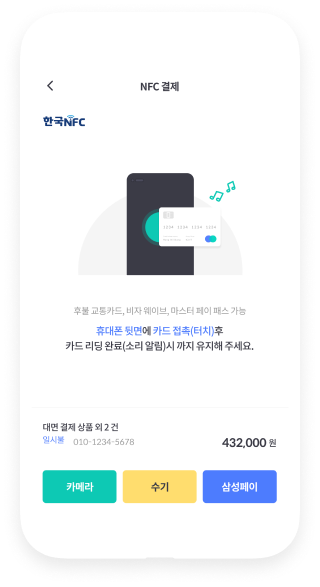 NFC 결제
한국NFC
1234 1234 1234 1234
후불 교통카드, 비자 웨이브, 마스터 페이 패스 가능
휴대폰 뒷면에 카드 접촉(터치)후
카드 리딩 완료(소리 알림)시 까지 유지해 주세요.
대면 결제 상품 외 2 건
일시불 010-1234-5678
432,000 원
카메라 수기 삼성페이